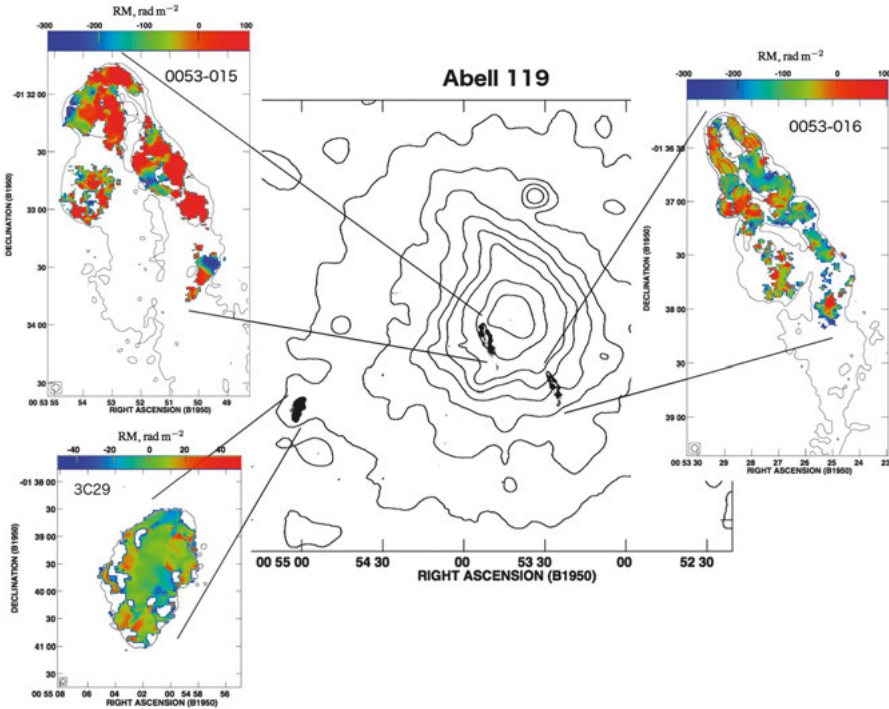 RM, rad m⁻²
-300 -200 -100 0 100
0053-015
-01 32 00
30
33 00
30
34 00
30
DECLINATION (B1950)
00 53 55 54 53 52 51 50 49
RIGHT ASCENSION (B1950)
Abell 119
00 55 00 54 30 00 53 30 00 52 30
RIGHT ASCENSION (B1950)
RM, rad m⁻²
-300 -200 -100 0 100
0053-016
-01 36 30
37 00
30
38 00
30
39 00
DECLINATION (B1950)
00 53 30 29 28 27 26 25 24 23
RIGHT ASCENSION (B1950)
RM, rad m⁻²
-40 -20 0 20 40
3C29
-01 38 00
30
39 00
30
40 00
30
41 00
30
DECLINATION (B1950)
00 55 08 06 04 02 00 54 58 56
RIGHT ASCENSION (B1950)